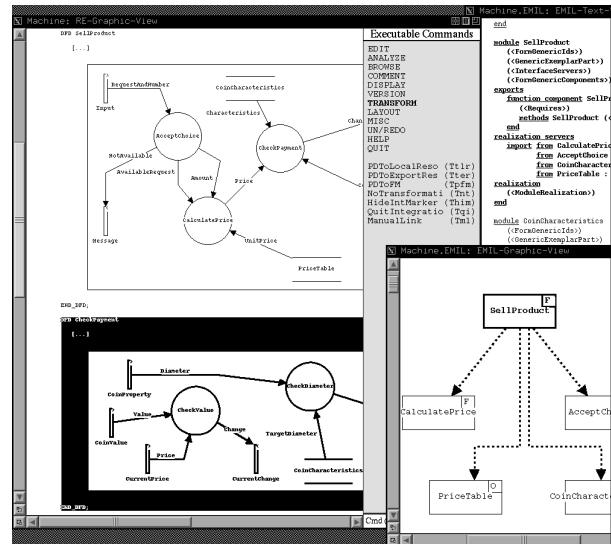 Machine: RE-Graphic-View
DFD SellProduct
[...]
RequestAndNumber
Input
CoinCharacteristics
Characteristics
AcceptChoice
CheckPayment
Chan
NotAvailable
AvailableRequest
Amount
Price
CalculatePrice
Message
UnitPrice
PriceTable
END_DFD;
DFD CheckPayment
[...]
Diameter
CoinProperty
CheckDiameter
CheckValue
Value
CoinValue
Change
TargetDiameter
Price
CurrentPrice
CurrentChange
CoinCharacteristics
END_DFD;
Executable Commands
EDIT
ANALYZE
BROWSE
COMMENT
DISPLAY
VERSION
TRANSFORM
LAYOUT
MISC
UN/REDO
HELP
QUIT
PDToLocalReso (Ttlr)
PDToExportRes (Tter)
PDToFM (Tpfm)
NoTransformati (Tnt)
HideIntMarker (Thim)
QuitIntegratio (Tqi)
ManualLink (Tml)
Cmd
Machine.EMIL: EMIL-Text-
end
module SellProduct
(<FormGenericIds>)
(<GenericExemplarPart>)
(<InterfaceServers>)
(<FormGenericComponents>)
exports
function component SellPr
(<Requires>)
methods SellProduct (<
end
realization servers
import from CalculatePric
from AcceptChoice
from CoinCharacter
from PriceTable :
realization
(<ModuleRealization>)
end
module CoinCharacteristics
(<FormGenericIds>)
(<GenericExemplarPart>)
Machine.EMIL: EMIL-Graphic-View
F
SellProduct
F
CalculatePrice
AcceptCh
O
PriceTable
CoinCharact